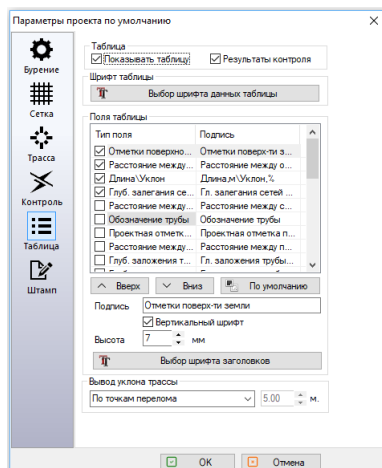 Параметры проекта по умолчанию
Бурение
Сетка
Трасса
Контроль
Таблица
Штамп
Таблица
Показывать таблицу Результаты контроля
Шрифт таблицы
Выбор шрифта данных таблицы
Поля таблицы
Тип поля Подпись
Отметки поверхно... Отметки поверх-ти з...
Расстояние между... Расстояние между о...
Длина\Уклон Длина,м\Уклон,%
Глуб. залегания се... Гл. залегания сетей ...
Расстояние между... Расстояние между с...
Обозначение трубы Обозначение трубы
Проектная отметк... Проектная отметка п...
Расстояние между... Расстояние между п...
Глуб. заложения т... Гл. заложения трубы...
Вверх Вниз По умолчанию
Подпись Отметки поверх-ти земли
Вертикальный шрифт
Высота 7 мм
Выбор шрифта заголовков
Вывод уклона трассы
По точкам перелома 5.00 м.
OK Отмена